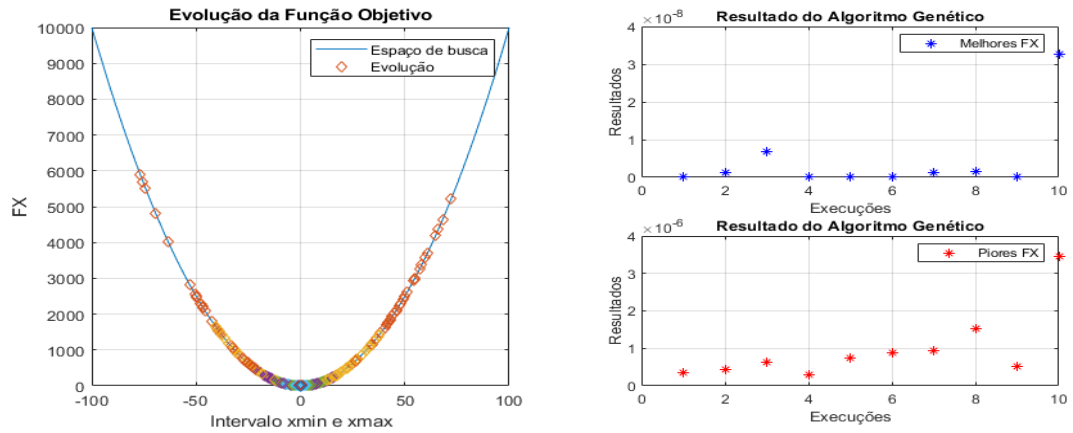 Evolução da Função Objetivo
10000
9000
8000
7000
6000
5000
4000
3000
2000
1000
0
FX
Espaço de busca
Evolução
-100 -50 0 50 100
Intervalo xmin e xmax
Resultado do Algoritmo Genético
×10⁻⁸
4
3
2
1
0
Resultados
Melhores FX
0 2 4 6 8 10
Execuções
Resultado do Algoritmo Genético
×10⁻⁶
4
3
2
1
0
Resultados
Piores FX
0 2 4 6 8 10
Execuções